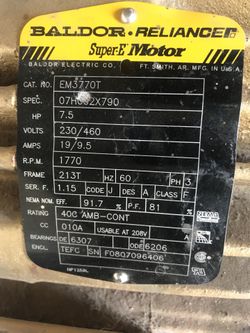 BALDOR · RELIANCE
Super-E Motor
BALDOR ELECTRIC CO. FT. SMITH, AR. MFG. IN U.S.A.
CAT. NO. EM3770T
SPEC. 07H002X790
HP 7.5
VOLTS 230/460
AMPS 19/9.5
R.P.M. 1770
FRAME 213T HZ 60 PH 3
SER. F. 1.15 CODE J DES A CLASS F
NEMA NOM. EFF. 91.7 % P.F. 81 %
RATING 40C AMB-CONT
CC 010A USABLE AT 208V
BEARINGS DE 6307 ODE 6206
ENCL. TEFC SN F0807096406